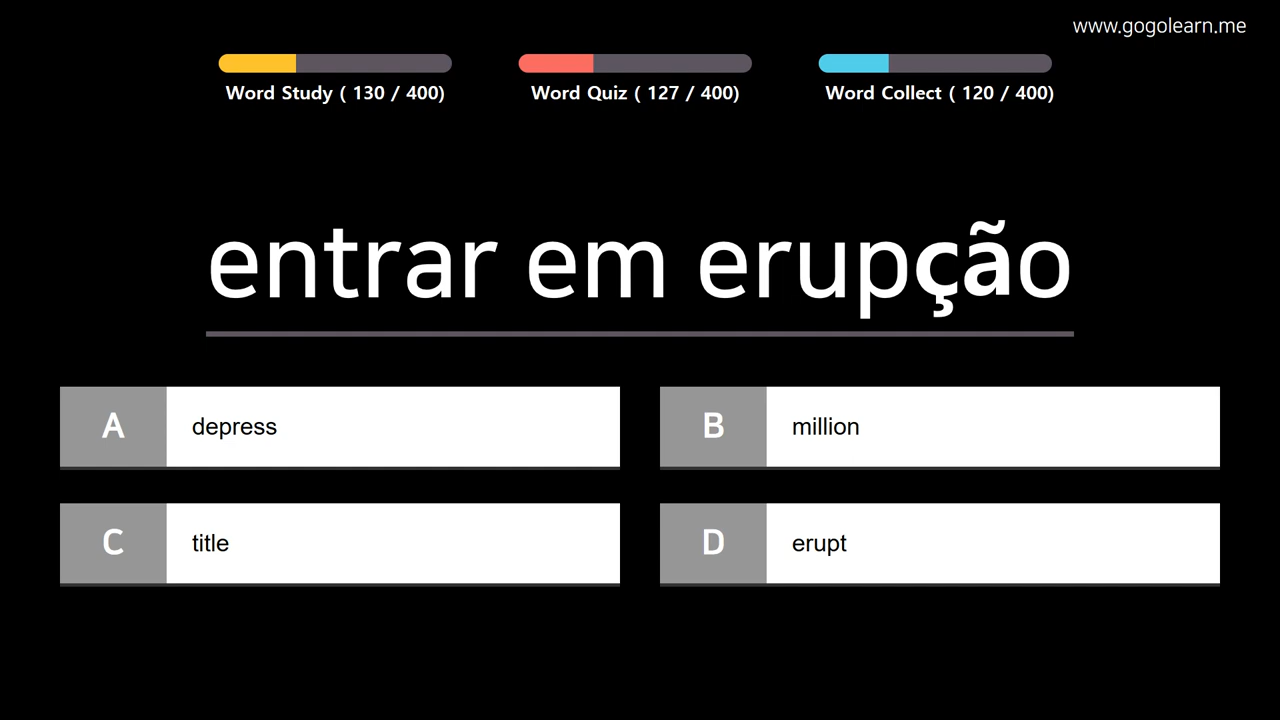 www.gogolearn.me
Word Study ( 130 / 400)
Word Quiz ( 127 / 400)
Word Collect ( 120 / 400)
entrar em erupção
A depress
B million
C title
D erupt